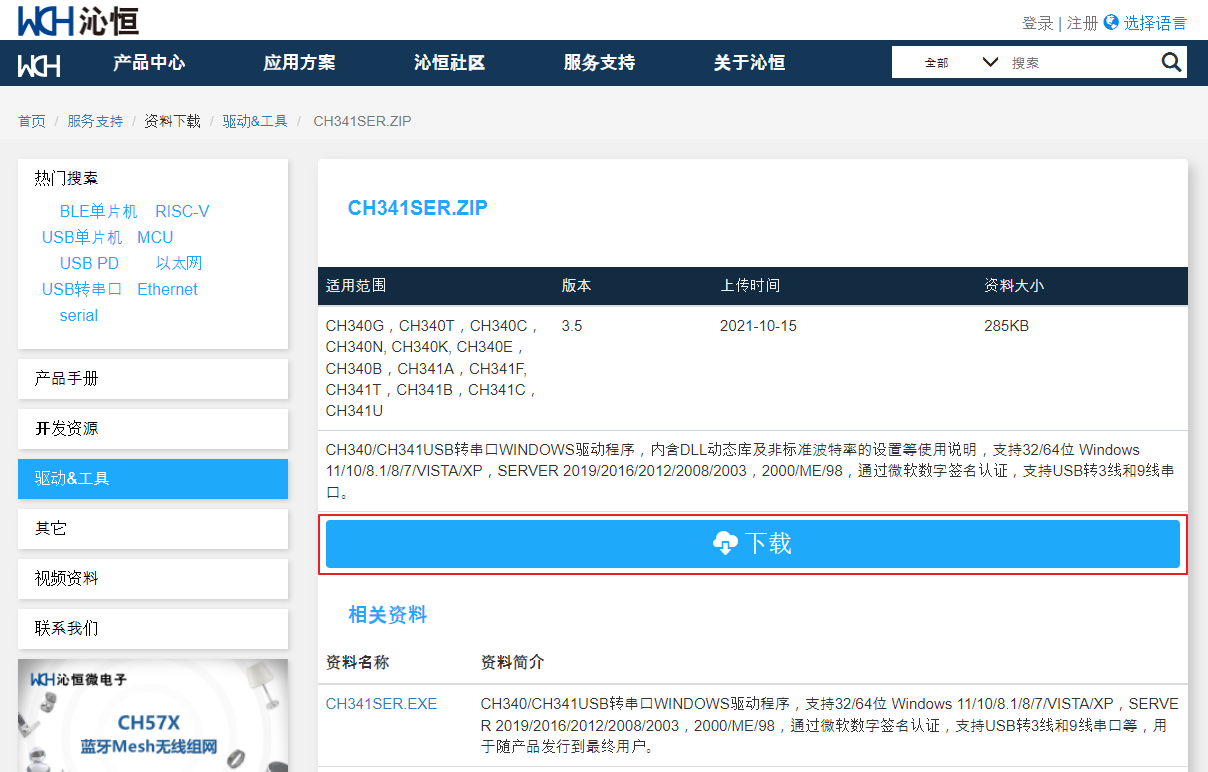 WCH 沁恒
登录 | 注册 选择语言
WCH 产品中心 应用方案 沁恒社区 服务支持 关于沁恒 全部 搜索
首页 / 服务支持 / 资料下载 / 驱动&工具 / CH341SER.ZIP
热门搜索
BLE单片机 RISC-V
USB单片机 MCU
USB PD 以太网
USB转串口 Ethernet
serial
产品手册
开发资源
驱动&工具
其它
视频资料
联系我们
WCH沁恒微电子
CH57X
蓝牙Mesh无线组网
CH341SER.ZIP
适用范围 版本 上传时间 资料大小
CH340G，CH340T，CH340C， 3.5 2021-10-15 285KB
CH340N, CH340K, CH340E，
CH340B，CH341A，CH341F,
CH341T，CH341B，CH341C，
CH341U
CH340/CH341USB转串口WINDOWS驱动程序，内含DLL动态库及非标准波特率的设置等使用说明，支持32/64位 Windows
11/10/8.1/8/7/VISTA/XP，SERVER 2019/2016/2012/2008/2003，2000/ME/98，通过微软数字签名认证，支持USB转3线和9线串
口。
下载
相关资料
资料名称 资料简介
CH341SER.EXE CH340/CH341USB转串口WINDOWS驱动程序，支持32/64位 Windows 11/10/8.1/8/7/VISTA/XP，SERVE
R 2019/2016/2012/2008/2003，2000/ME/98，通过微软数字签名认证，支持USB转3线和9线串口等，用
于随产品发行到最终用户。